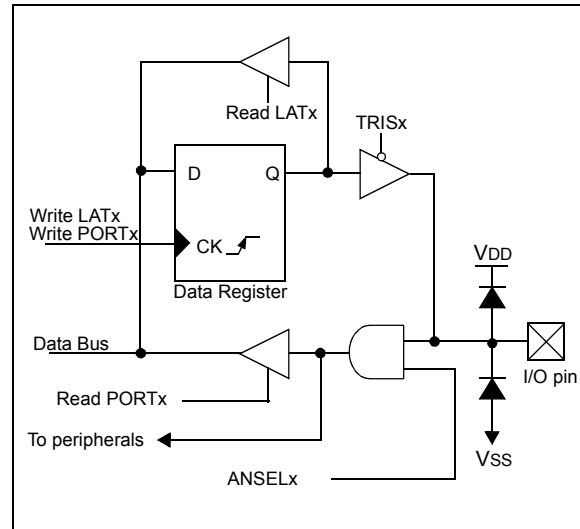 Read LATx
TRISx
D
Q
Write LATx
Write PORTx
CK
VDD
Data Register
Data Bus
I/O pin
Read PORTx
To peripherals
VSS
ANSELx